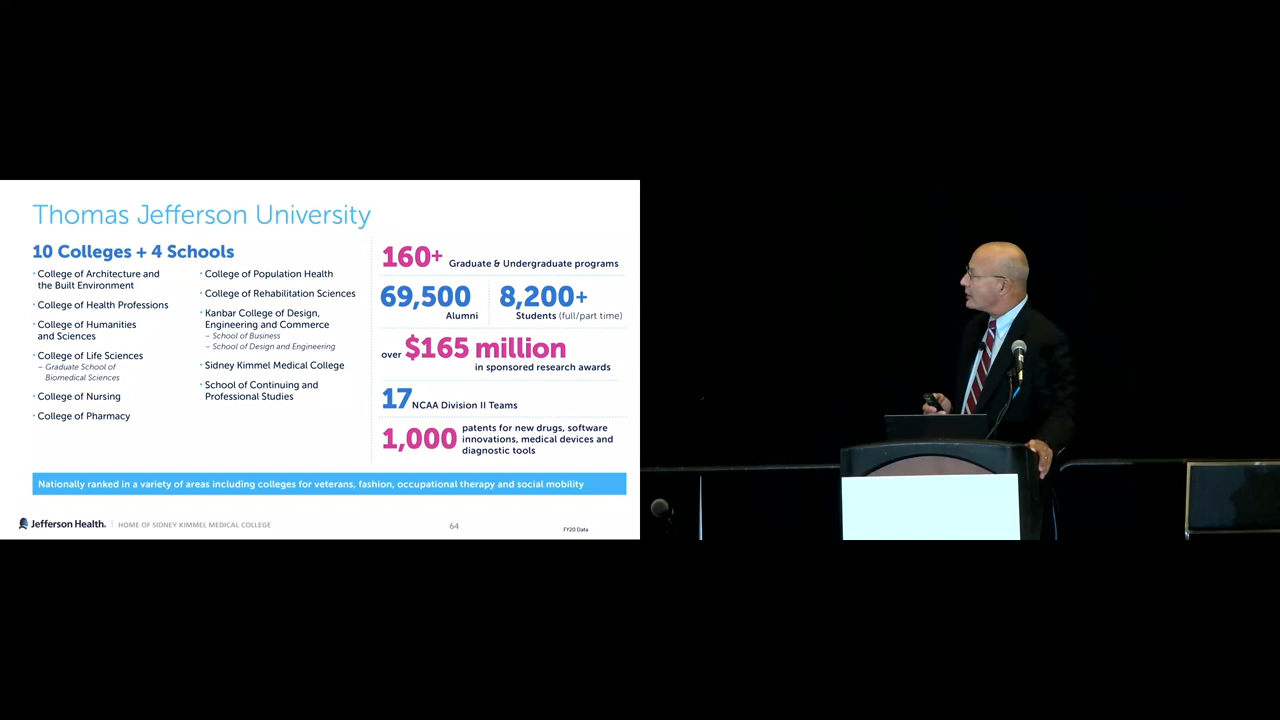 Thomas Jefferson University
10 Colleges + 4 Schools
College of Architecture and
the Built Environment
College of Health Professions
College of Humanities
and Sciences
College of Life Sciences
– Graduate School of
Biomedical Sciences
College of Nursing
College of Pharmacy
College of Population Health
College of Rehabilitation Sciences
Kanbar College of Design,
Engineering and Commerce
– School of Business
– School of Design and Engineering
Sidney Kimmel Medical College
School of Continuing and
Professional Studies
160+ Graduate & Undergraduate programs
69,500
Alumni
8,200+
Students (full/part time)
over $165 million
in sponsored research awards
17 NCAA Division II Teams
1,000 patents for new drugs, software
innovations, medical devices and
diagnostic tools
Nationally ranked in a variety of areas including colleges for veterans, fashion, occupational therapy and social mobility
Jefferson Health. HOME OF SIDNEY KIMMEL MEDICAL COLLEGE
64
FY20 Data